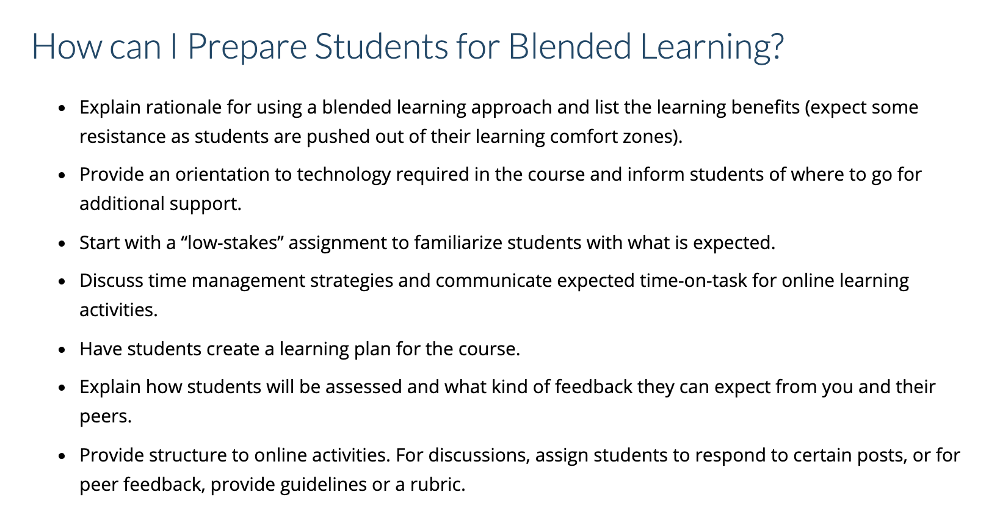 How can I Prepare Students for Blended Learning?
• Explain rationale for using a blended learning approach and list the learning benefits (expect some
resistance as students are pushed out of their learning comfort zones).
• Provide an orientation to technology required in the course and inform students of where to go for
additional support.
• Start with a “low-stakes” assignment to familiarize students with what is expected.
• Discuss time management strategies and communicate expected time-on-task for online learning
activities.
• Have students create a learning plan for the course.
• Explain how students will be assessed and what kind of feedback they can expect from you and their
peers.
• Provide structure to online activities. For discussions, assign students to respond to certain posts, or for
peer feedback, provide guidelines or a rubric.